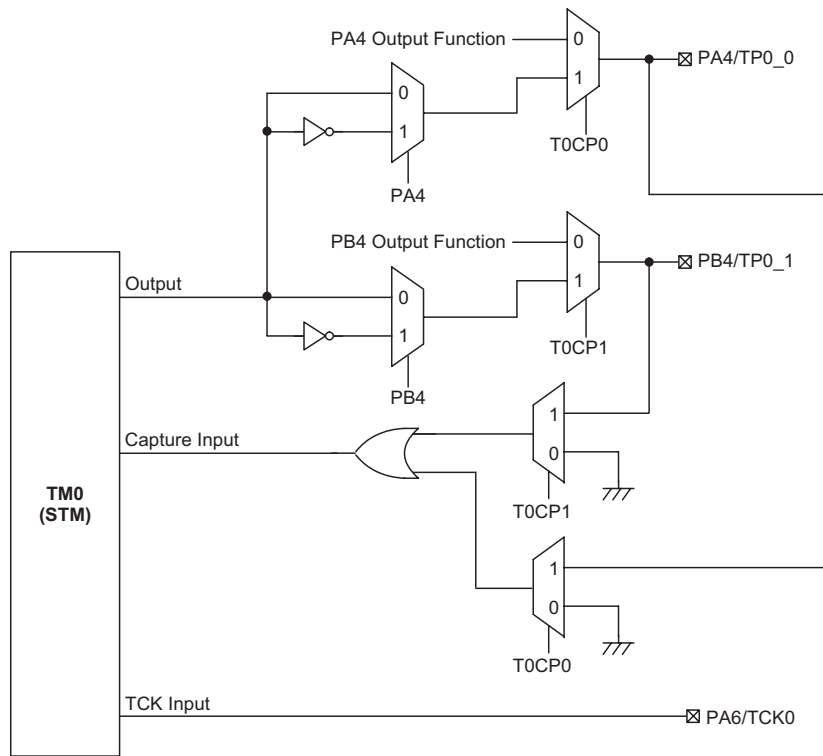 PA4 Output Function
0
PA4/TP0_0
1
0
1
T0CP0
PA4
PB4 Output Function
0
PB4/TP0_1
1
Output
0
1
T0CP1
PB4
1
Capture Input
0
TM0
(STM)
T0CP1
1
0
T0CP0
TCK Input
PA6/TCK0